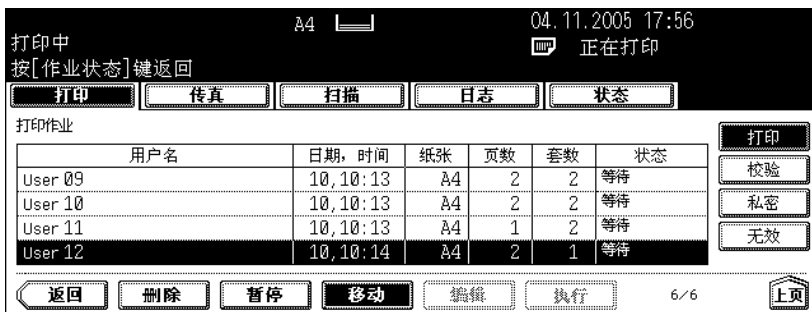 A4 04.11.2005 17:56
打印中 正在打印
按[作业状态]键返回
打印 传真 扫描 日志 状态
打印作业 打印
用户名 日期，时间 纸张 页数 套数 状态
校验
User 09 10,10:13 A4 2 2 等待
User 10 10,10:13 A4 2 2 等待
私密
User 11 10,10:13 A4 1 2 等待
无效
User 12 10,10:14 A4 2 1 等待
返回 删除 暂停 移动 编辑 执行 6/6 上页